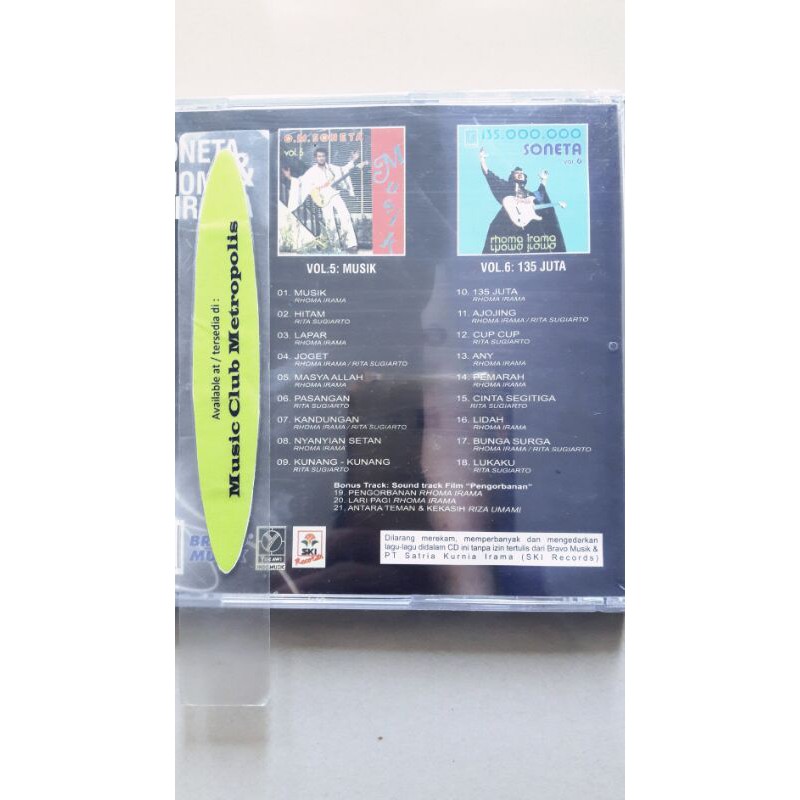 ONETA
&
Available at / tersedia di :
Music Club Metropolis
O.M. SONETA
VOL.5
Musik
135.000.000
SONETA
vol 6
rhoma irama
VOL.5: MUSIK
01. MUSIK
RHOMA IRAMA
02. HITAM
RITA SUGIARTO
03. LAPAR
RHOMA IRAMA
04. JOGET
RHOMA IRAMA / RITA SUGIARTO
05. MASYA ALLAH
RHOMA IRAMA
06. PASANGAN
RITA SUGIARTO
07. KANDUNGAN
RHOMA IRAMA / RITA SUGIARTO
08. NYANYIAN SETAN
RHOMA IRAMA
09. KUNANG - KUNANG
RITA SUGIARTO
VOL.6: 135 JUTA
10. 135 JUTA
RHOMA IRAMA
11. AJOJING
RHOMA IRAMA / RITA SUGIARTO
12. CUP CUP
RITA SUGIARTO
13. ANY
RHOMA IRAMA
14. PEMARAH
RHOMA IRAMA
15. CINTA SEGITIGA
RITA SUGIARTO
16. LIDAH
RHOMA IRAMA
17. BUNGA SURGA
RHOMA IRAMA / RITA SUGIARTO
18. LUKAKU
RITA SUGIARTO
Bonus Track: Sound track Film "Pengorbanan"
19. PENGORBANAN RHOMA IRAMA
20. LARI PAGI RHOMA IRAMA
21. ANTARA TEMAN & KEKASIH RIZA UMAMI
SKI
Records
Dilarang merekam, memperbanyak dan mengedarkan
lagu-lagu didalam CD ini tanpa izin tertulis dari Bravo Musik &
PT Satria Kurnia Irama (SKI Records)